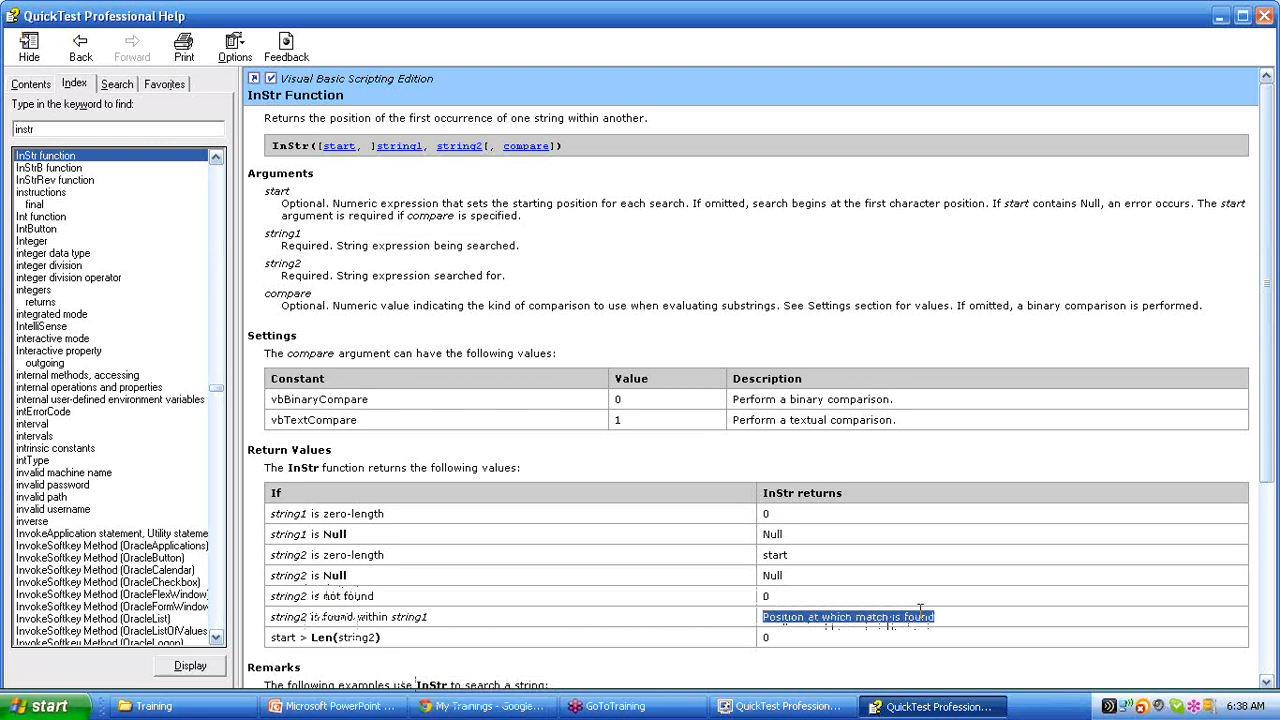 QuickTest Professional Help
Hide Back Forward Print Options Feedback
Contents Index Search Favorites
Type in the keyword to find:
instr
InStr function
InStrB function
InStrRev function
instructions
final
Int function
IntButton
Integer
integer data type
integer division
integer division operator
integers
returns
integrated mode
IntelliSense
interactive mode
Interactive property
outgoing
internal methods, accessing
internal operations and properties
internal user-defined environment variables
intErrorCode
interval
intervals
intrinsic constants
intType
invalid machine name
invalid password
invalid path
invalid username
inverse
InvokeApplication statement, Utility stateme
InvokeSoftkey Method (OracleApplications)
InvokeSoftkey Method (OracleButton)
InvokeSoftkey Method (OracleCalendar)
InvokeSoftkey Method (OracleCheckbox)
InvokeSoftkey Method (OracleFlexWindow)
InvokeSoftkey Method (OracleFormWindow
InvokeSoftkey Method (OracleList)
InvokeSoftkey Method (OracleListOfValues
InvokeSoftkey Method (OracleLogon)
Display
Visual Basic Scripting Edition
InStr Function
Returns the position of the first occurrence of one string within another.
InStr([start, ]string1, string2[, compare])
Arguments
start
Optional. Numeric expression that sets the starting position for each search. If omitted, search begins at the first character position. If start contains Null, an error occurs. The start
argument is required if compare is specified.
string1
Required. String expression being searched.
string2
Required. String expression searched for.
compare
Optional. Numeric value indicating the kind of comparison to use when evaluating substrings. See Settings section for values. If omitted, a binary comparison is performed.
Settings
The compare argument can have the following values:
Constant Value Description
vbBinaryCompare 0 Perform a binary comparison.
vbTextCompare 1 Perform a textual comparison.
Return Values
The InStr function returns the following values:
If InStr returns
string1 is zero-length 0
string1 is Null Null
string2 is zero-length start
string2 is Null Null
string2 is not found 0
string2 is found within string1 Position at which match is found
start > Len(string2) 0
Remarks
The following examples use InStr to search a string:
start Training Microsoft PowerPoint ... My Trainings - Google... GoToTraining QuickTest Profession... QuickTest Profession... 6:38 AM